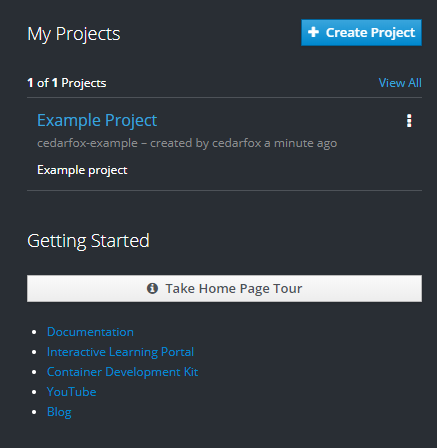 My Projects
Create Project
1 of 1 Projects
View All
Example Project
cedarfox-example – created by cedarfox a minute ago
Example project
Getting Started
Take Home Page Tour
Documentation
Interactive Learning Portal
Container Development Kit
YouTube
Blog